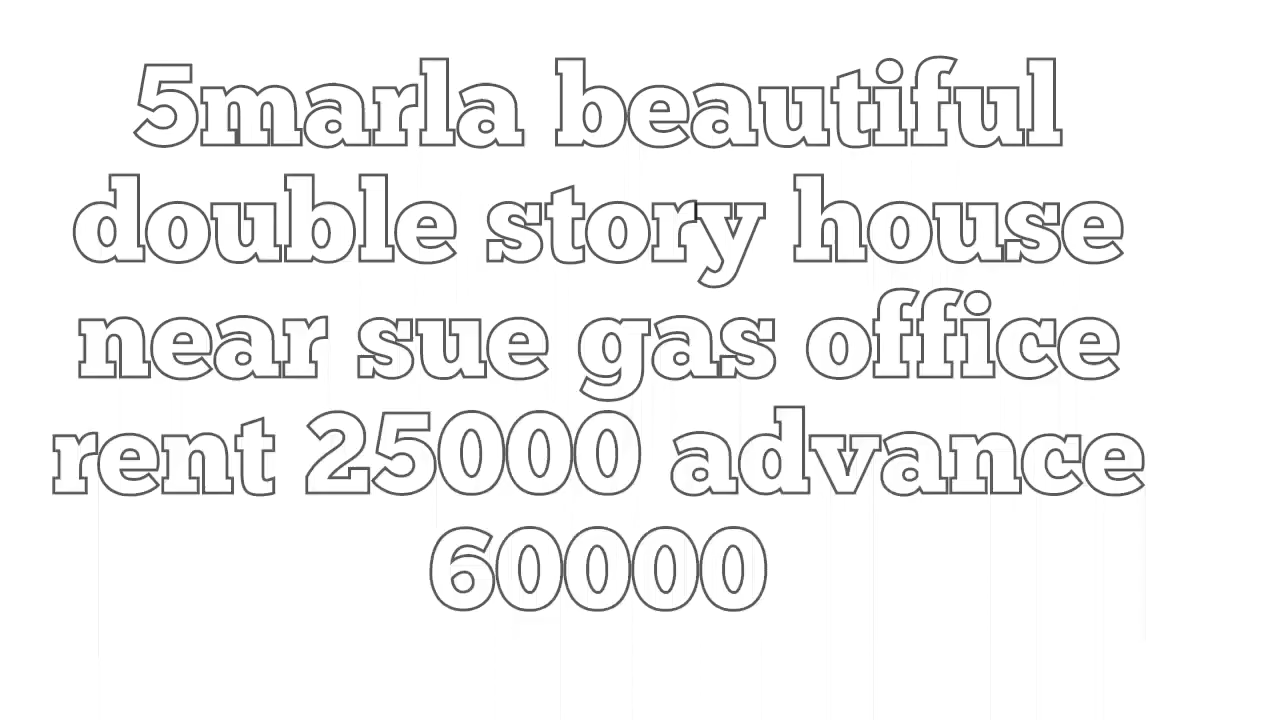 5marla beautiful
double story house
near sue gas office
rent 25000 advance
60000